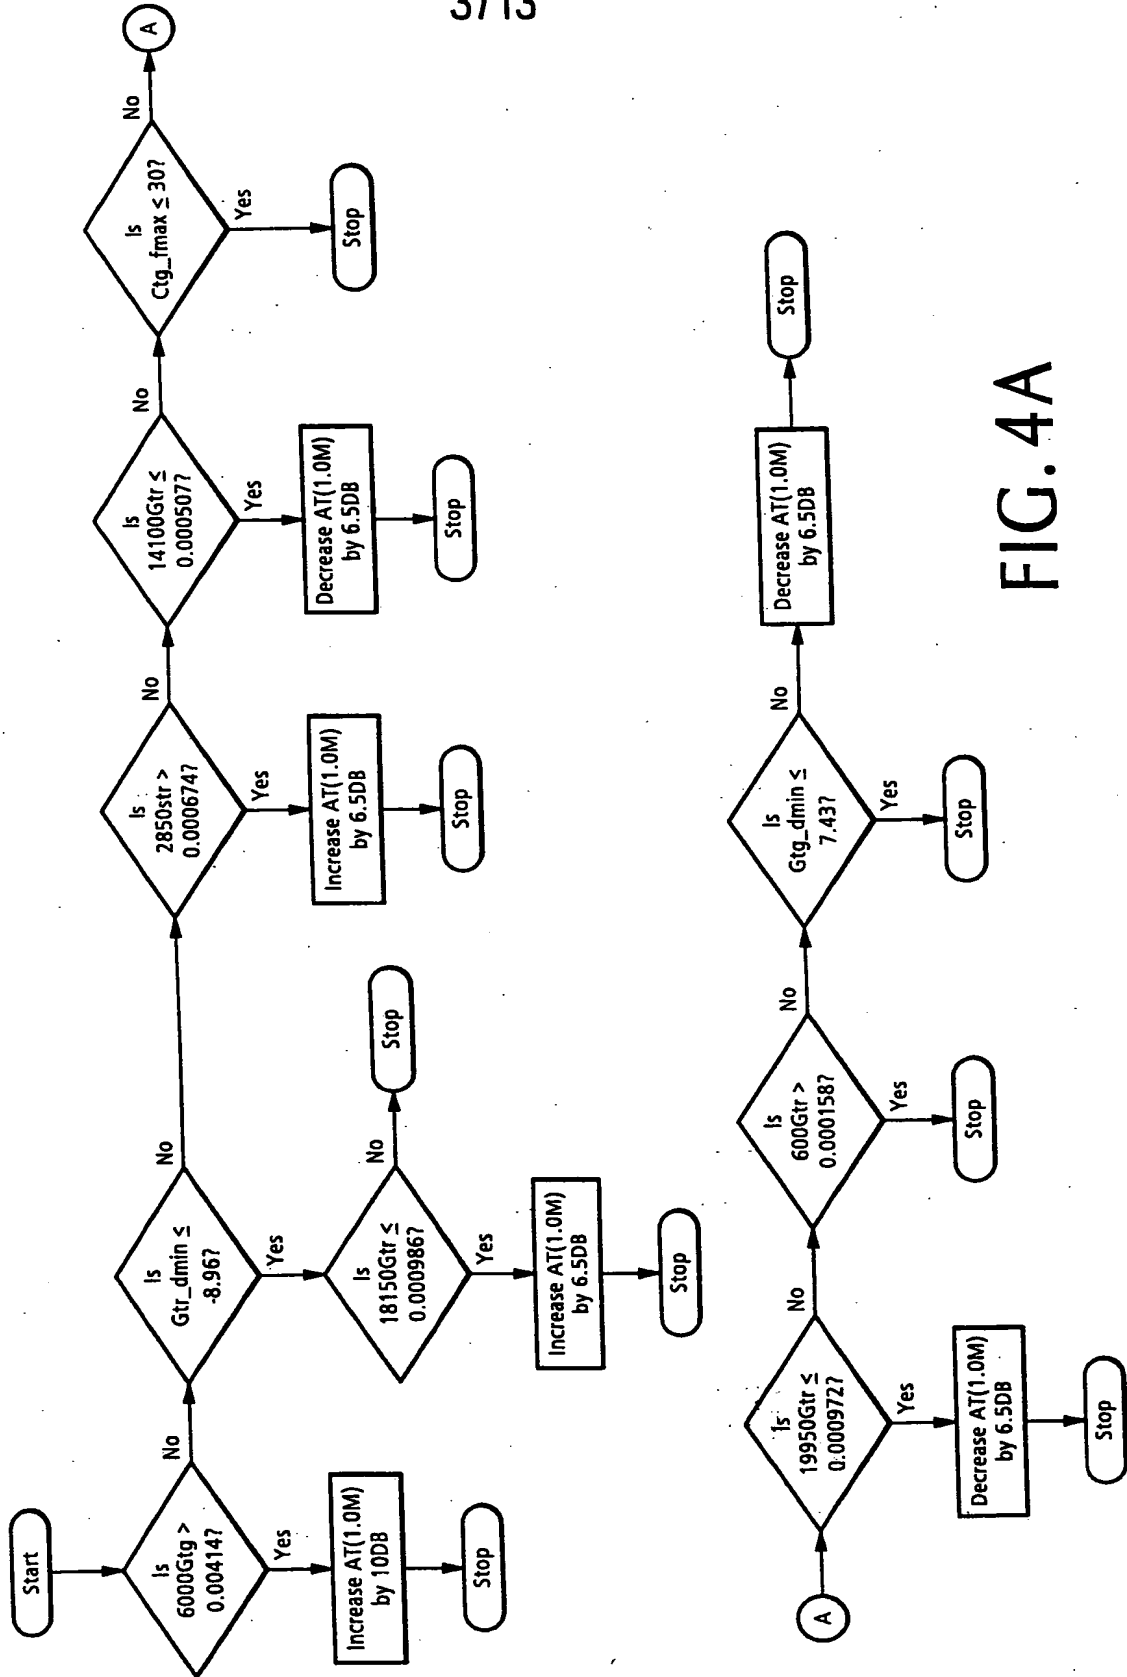 3/13
Start
Is
6000Gtg >
0.00414?
Yes
Increase AT(1.0M)
by 10DB
Stop
No
Is
Gtr_dmin ≤
-8.96?
Yes
Is
18150Gtr ≤
0.000986?
No
Stop
Yes
Increase AT(1.0M)
by 6.5DB
Stop
No
Is
2850str >
0.000674?
Yes
Increase AT(1.0M)
by 6.5DB
Stop
No
Is
14100Gtr ≤
0.000507?
Yes
Decrease AT(1.0M)
by 6.5DB
Stop
No
Is
Ctg_fmax ≤ 30?
Yes
Stop
No
A
A
Is
19950Gtr ≤
0.000972?
Yes
Decrease AT(1.0M)
by 6.5DB
Stop
No
Is
600Gtr >
0.000158?
Yes
Stop
No
Is
Gtg_dmin ≤
7.43?
Yes
Stop
No
Decrease AT(1.0M)
by 6.5DB
Stop
FIG. 4A